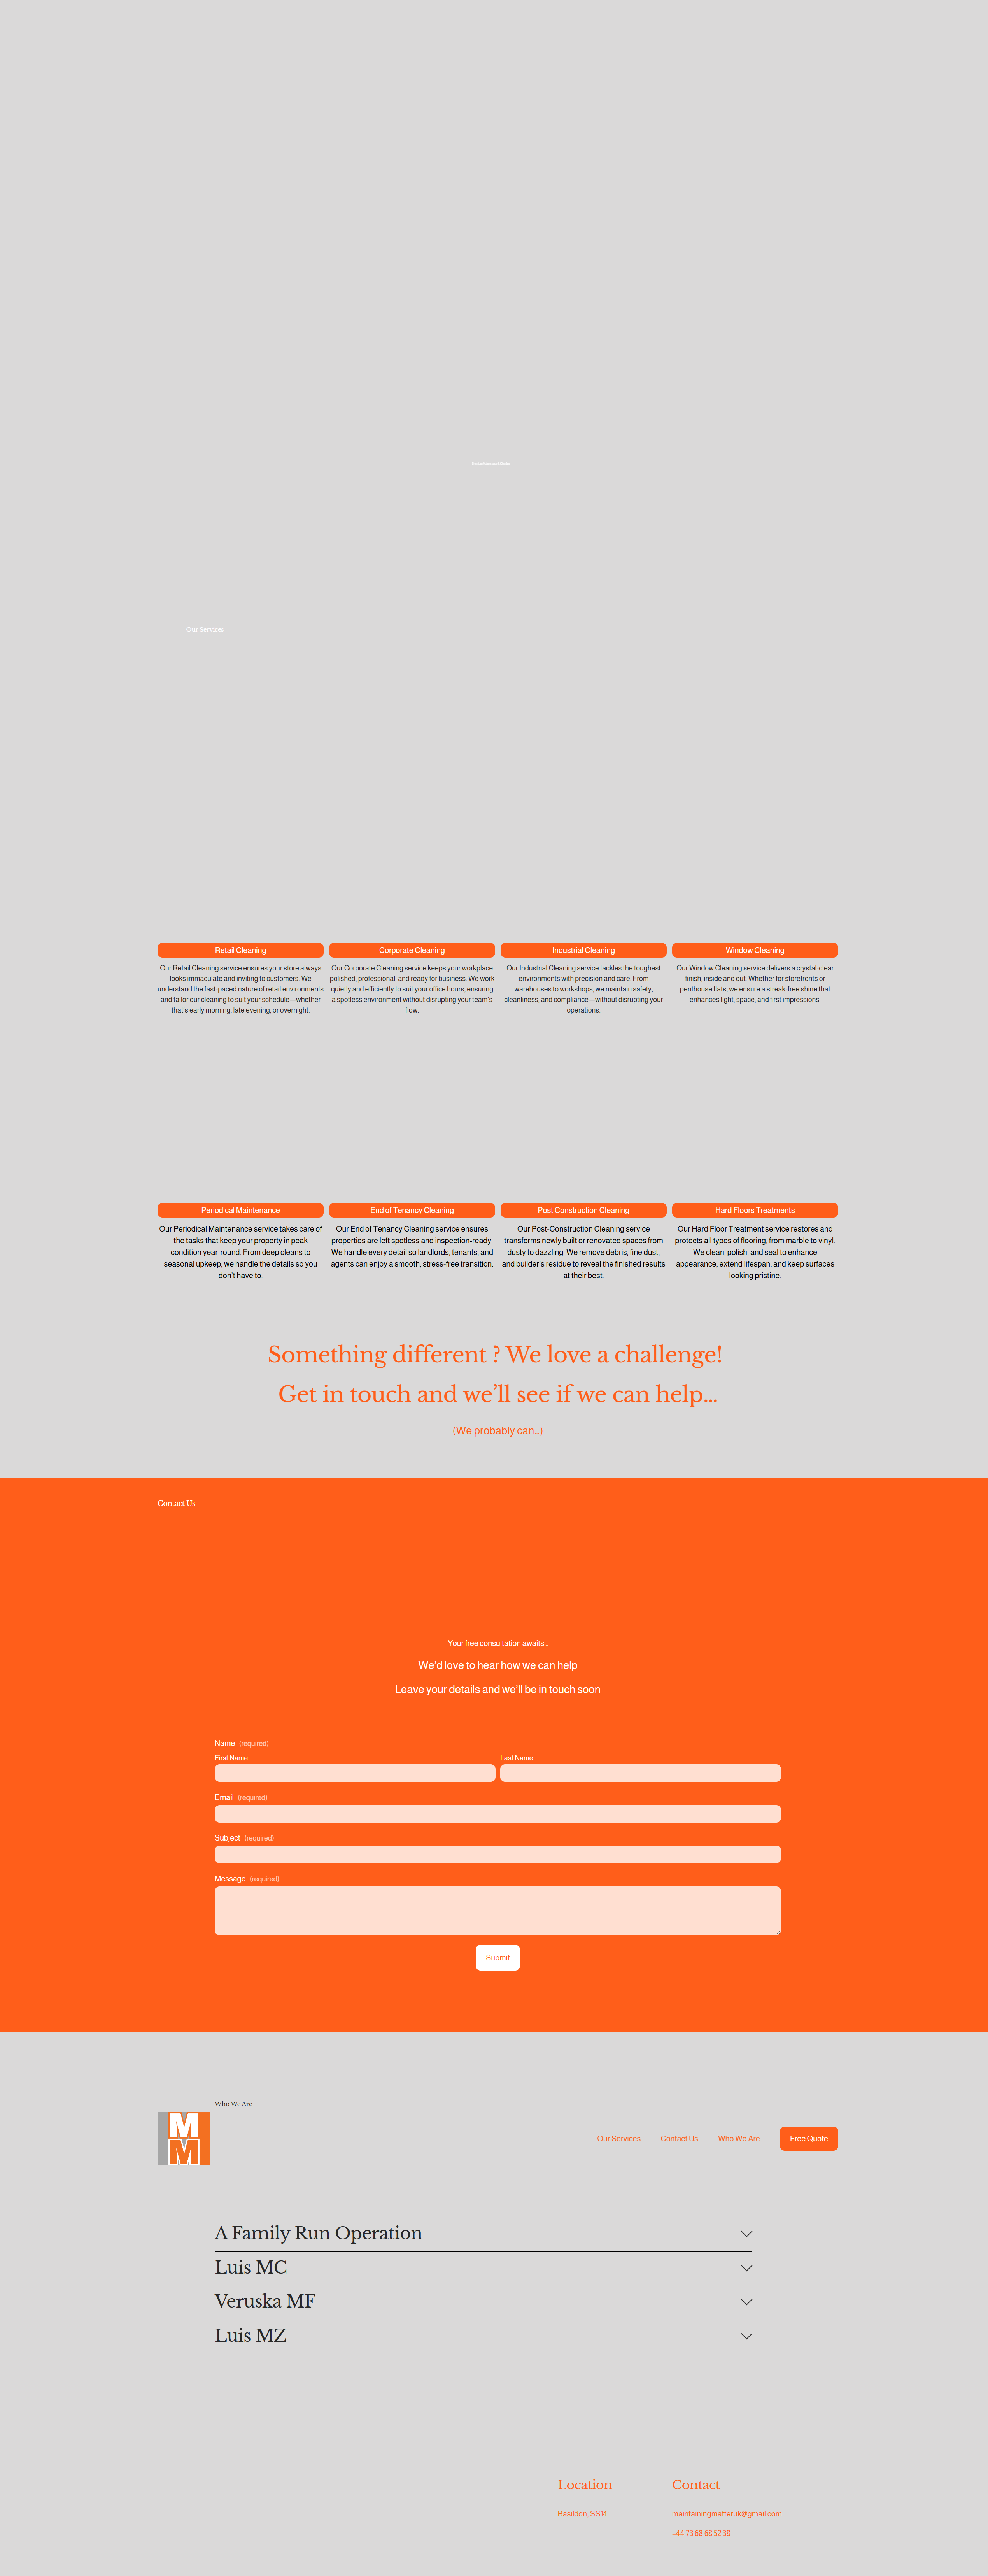 Our Services
Retail Cleaning
Our Retail Cleaning service ensures your store always
looks immaculate and inviting to customers. We
understand the fast-paced nature of retail environments
and tailor our cleaning to suit your schedule—whether
that's early morning, late evening, or overnight.
Corporate Cleaning
Our Corporate Cleaning service keeps your workplace
polished, professional, and ready for business. We work
quietly and efficiently to suit your office hours, ensuring
a spotless environment without disrupting your team's
flow.
Industrial Cleaning
Our Industrial Cleaning service tackles the toughest
environments with precision and care. From
warehouses to workshops, we maintain safety,
cleanliness, and compliance—without disrupting your
operations.
Window Cleaning
Our Window Cleaning service delivers a crystal-clear
finish, inside and out. Whether for storefronts or
penthouse flats, we ensure a streak-free shine that
enhances light, space, and first impressions.
Periodical Maintenance
Our Periodical Maintenance service takes care of
the tasks that keep your property in peak
condition year-round. From deep cleans to
seasonal upkeep, we handle the details so you
don't have to.
End of Tenancy Cleaning
Our End of Tenancy Cleaning service ensures
properties are left spotless and inspection-ready.
We handle every detail so landlords, tenants, and
agents can enjoy a smooth, stress-free transition.
Post Construction Cleaning
Our Post-Construction Cleaning service
transforms newly built or renovated spaces from
dusty to dazzling. We remove debris, fine dust,
and builder's residue to reveal the finished results
at their best.
Hard Floors Treatments
Our Hard Floor Treatment service restores and
protects all types of flooring, from marble to vinyl.
We clean, polish, and seal to enhance
appearance, extend lifespan, and keep surfaces
looking pristine.
Something different ? We love a challenge!
Get in touch and we'll see if we can help...
(We probably can...)
Contact Us
Your free consultation awaits...
We'd love to hear how we can help
Leave your details and we'll be in touch soon
Name (required)
First Name
Last Name
Email (required)
Subject (required)
Message (required)
Submit
Who We Are
M
M
Our Services
Contact Us
Who We Are
Free Quote
A Family Run Operation
Luis MC
Veruska MF
Luis MZ
Location
Basildon, SS14
Contact
maintainingmatteruk@gmail.com
+44 73 68 68 52 38